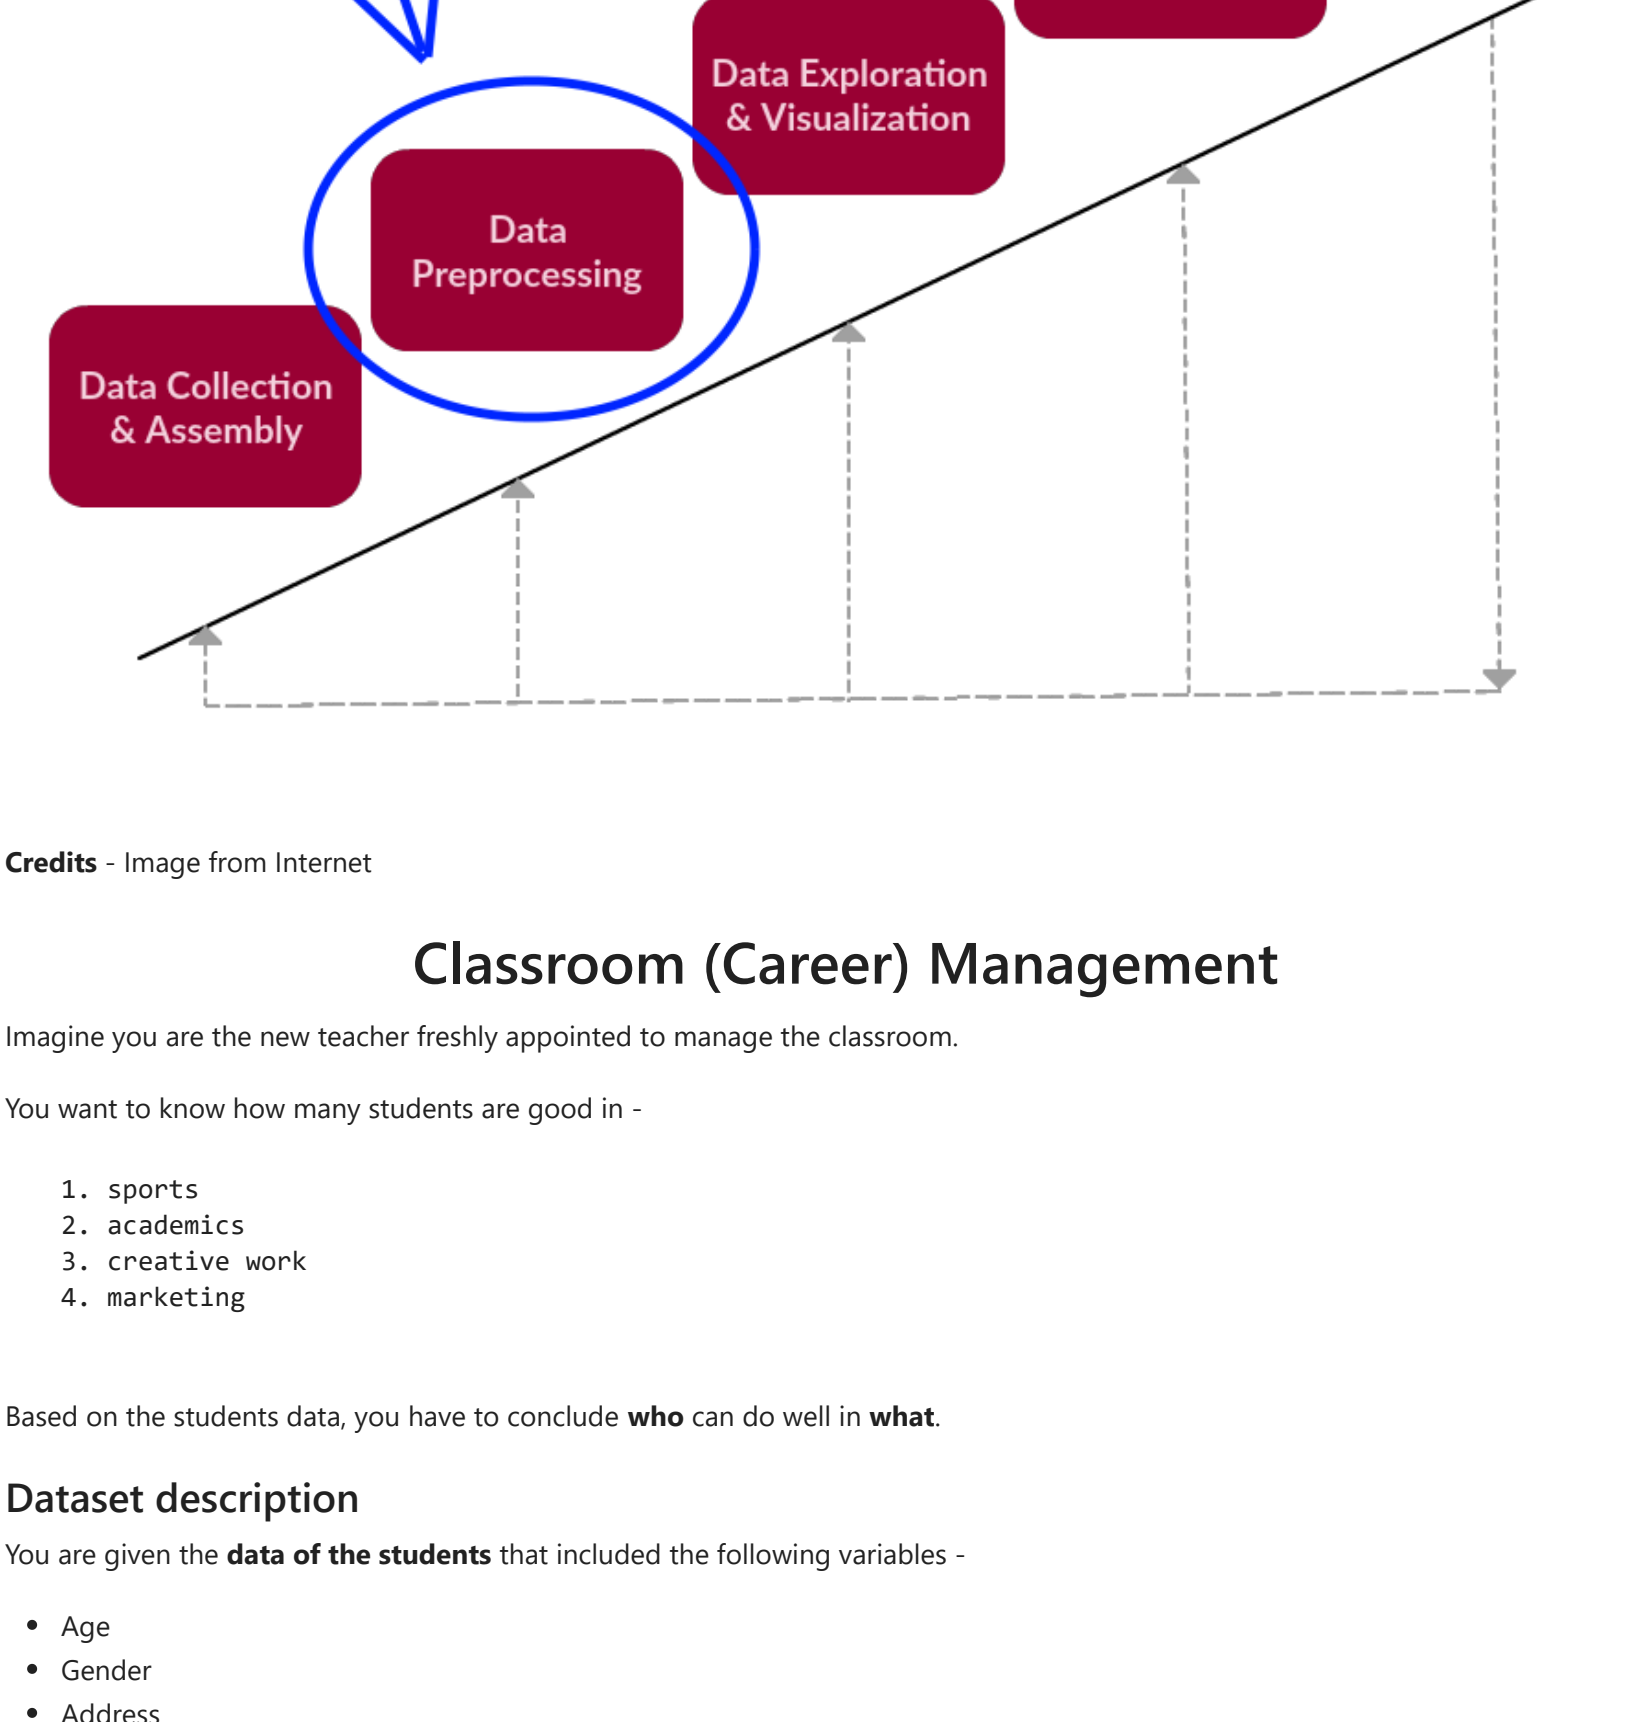 Data Exploration
& Visualization
Data
Preprocessing
Data Collection
& Assembly
Credits - Image from Internet
Classroom (Career) Management
Imagine you are the new teacher freshly appointed to manage the classroom.
You want to know how many students are good in -
1. sports
2. academics
3. creative work
4. marketing
Based on the students data, you have to conclude who can do well in what.
Dataset description
You are given the data of the students that included the following variables -
• Age
• Gender
• Address